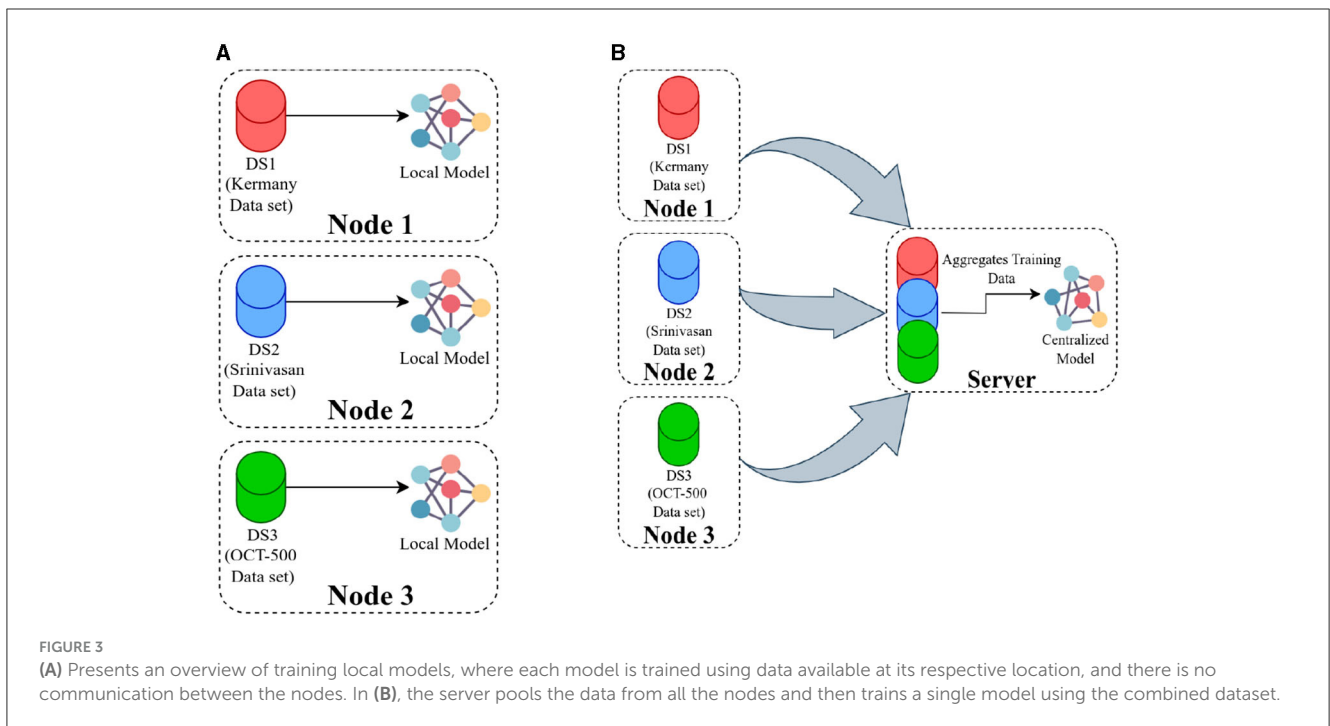 A
DS1
(Kermany
Data set)
Local Model
Node 1
DS2
(Srinivasan
Data set)
Local Model
Node 2
DS3
(OCT-500
Data set)
Local Model
Node 3
B
DS1
(Kermany
Data set)
Node 1
DS2
(Srinivasan
Data set)
Node 2
DS3
(OCT-500
Data set)
Node 3
Aggregates Training
Data
Centralized
Model
Server
FIGURE 3
(A) Presents an overview of training local models, where each model is trained using data available at its respective location, and there is no
communication between the nodes. In (B), the server pools the data from all the nodes and then trains a single model using the combined dataset.